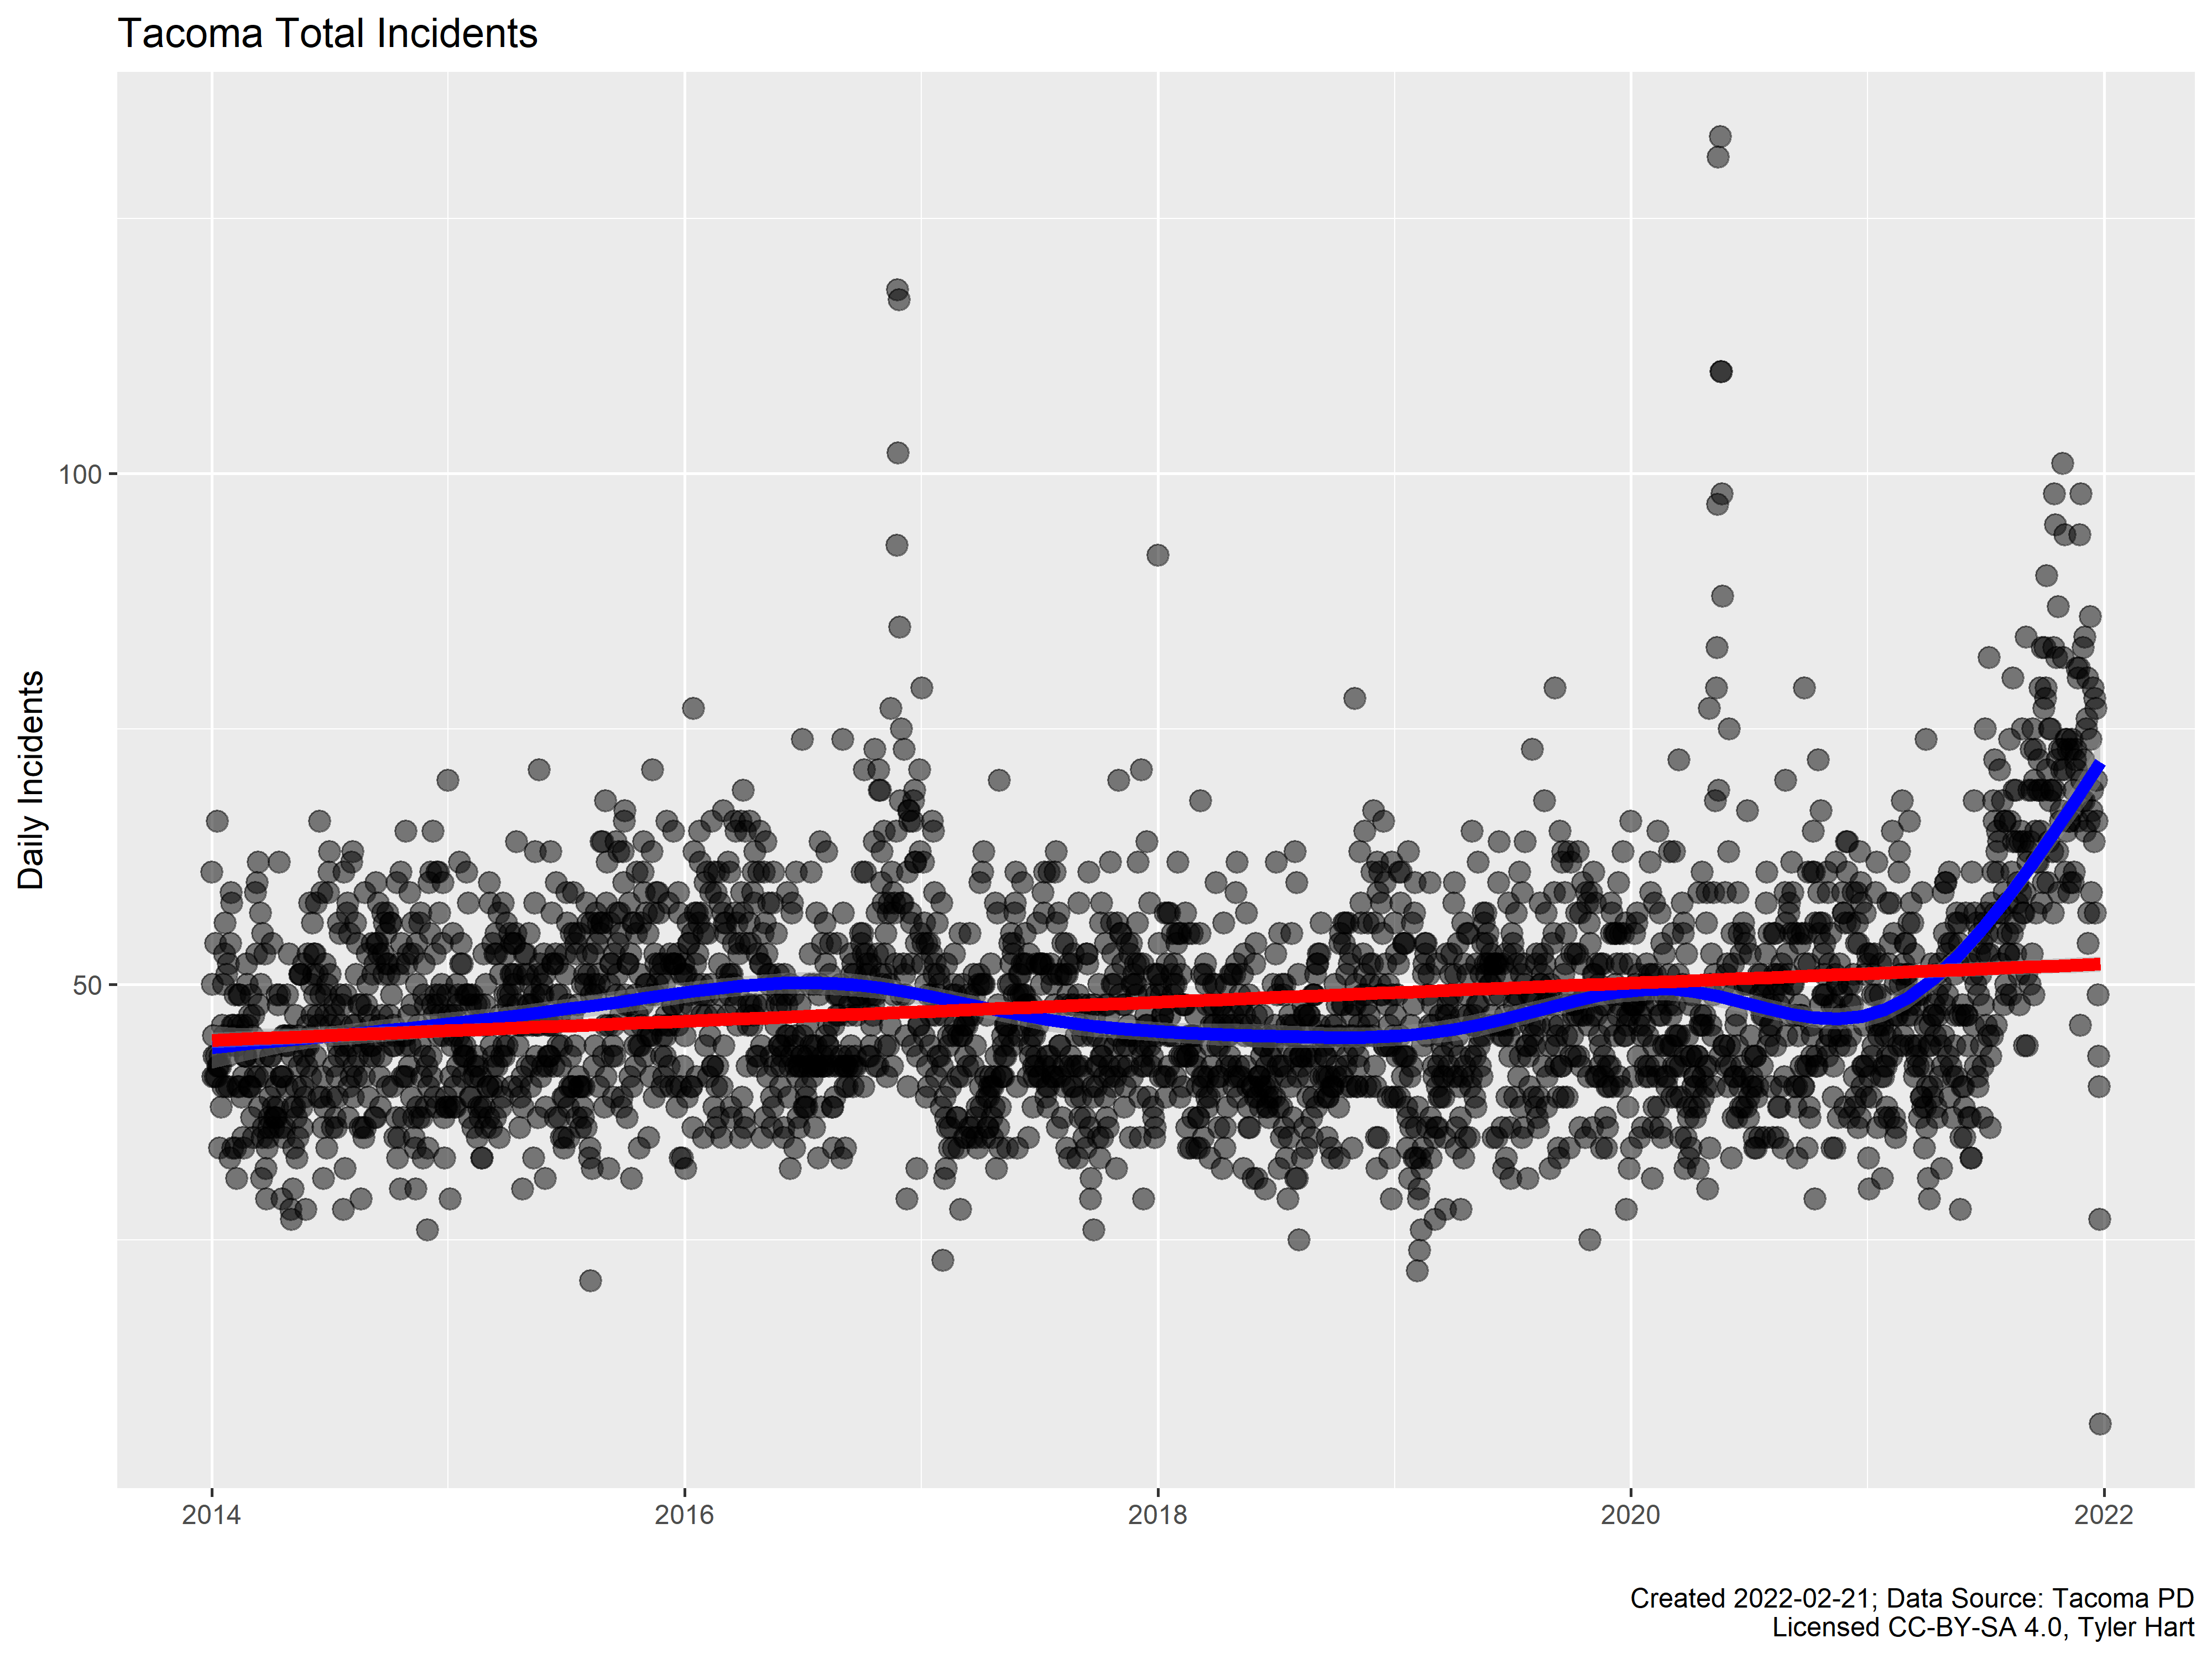 Tacoma Total Incidents
Daily Incidents
100
50
2014
2016
2018
2020
2022
Created 2022-02-21; Data Source: Tacoma PD
Licensed CC-BY-SA 4.0, Tyler Hart